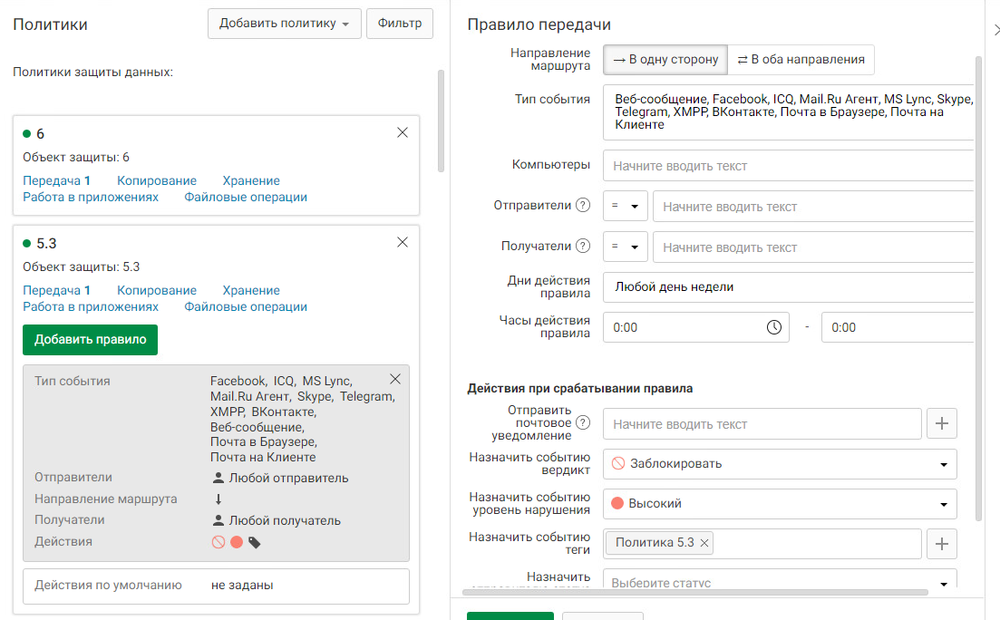 Политики
Добавить политику
Фильтр
Политики защиты данных:
6
Объект защиты: 6
Передача 1 Копирование Хранение
Работа в приложениях Файловые операции
5.3
Объект защиты: 5.3
Передача 1 Копирование Хранение
Работа в приложениях Файловые операции
Добавить правило
Тип события
Facebook, ICQ, MS Lync,
Mail.Ru Агент, Skype, Telegram,
XMPP, ВКонтакте,
Веб-сообщение,
Почта в Браузере,
Почта на Клиенте
Отправители Любой отправитель
Направление маршрута ↓
Получатели Любой получатель
Действия
Действия по умолчанию не заданы
Правило передачи
Направление
маршрута
→ В одну сторону
⇄ В оба направления
Тип события
Веб-сообщение, Facebook, ICQ, Mail.Ru Агент, MS Lync, Skype,
Telegram, XMPP, ВКонтакте, Почта в Браузере, Почта на
Клиенте
Компьютеры
Начните вводить текст
Отправители ? = Начните вводить текст
Получатели ? = Начните вводить текст
Дни действия
правила
Любой день недели
Часы действия
правила
0:00 - 0:00
Действия при срабатывании правила
Отправить
почтовое ?
уведомление
Начните вводить текст +
Назначить событию
вердикт
Заблокировать
Назначить событию
уровень нарушения
Высокий
Назначить событию
теги
Политика 5.3 × +
Назначить
Выберите статус